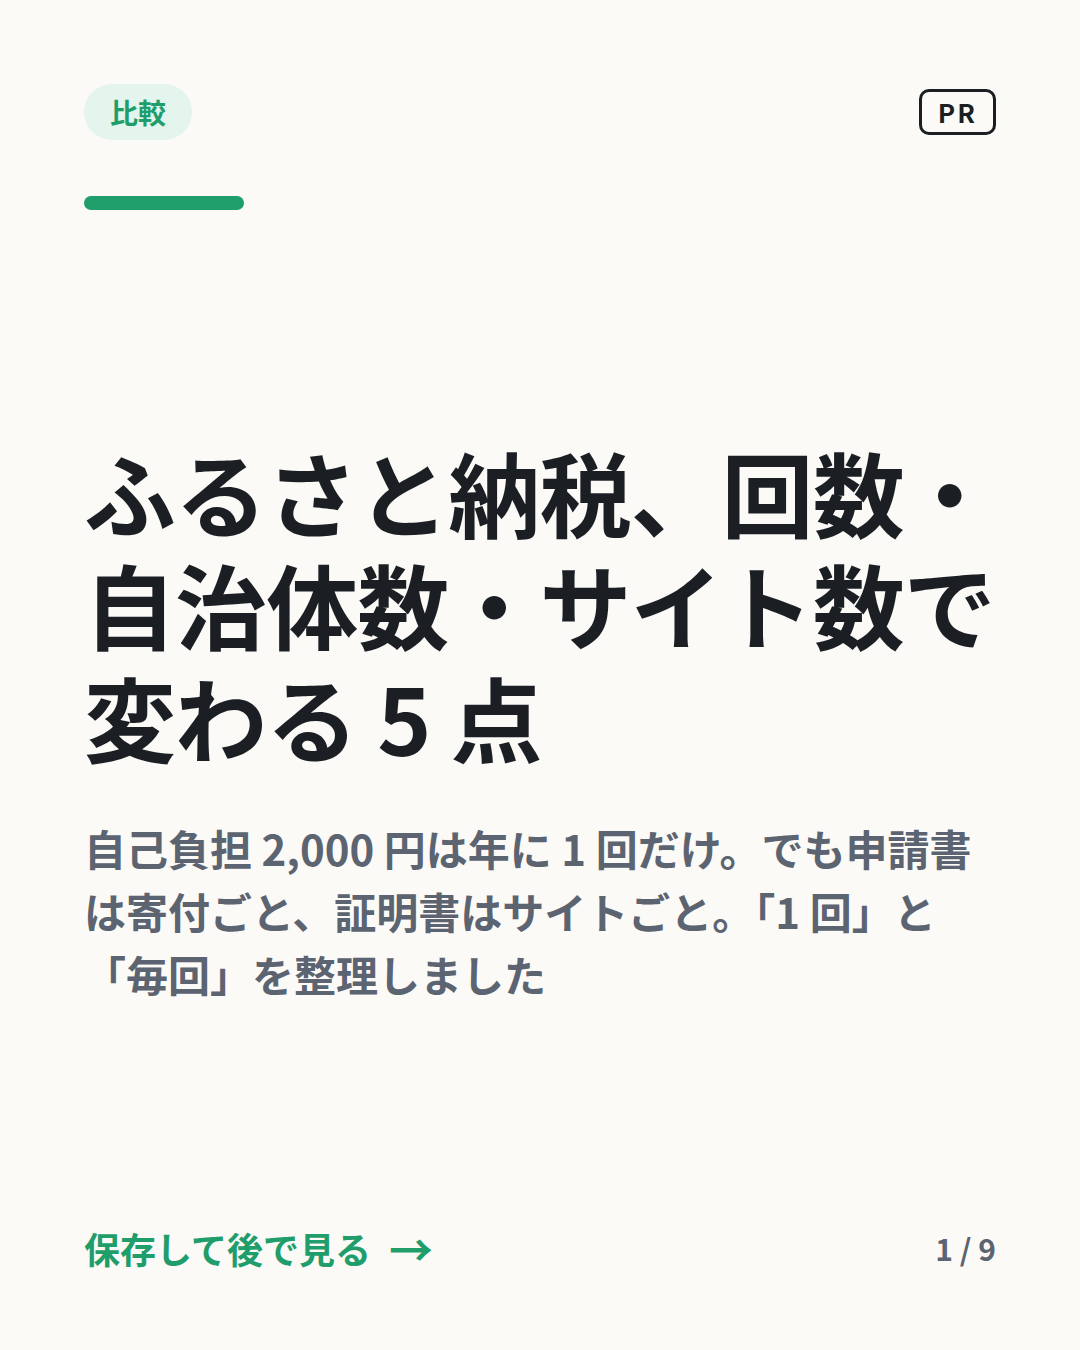 比較
PR
ふるさと納税、回数・
自治体数・サイト数で
変わる 5 点
自己負担 2,000 円は年に 1 回だけ。でも申請書
は寄付ごと、証明書はサイトごと。「1 回」と
「毎回」を整理しました
保存して後で見る →
1 / 9